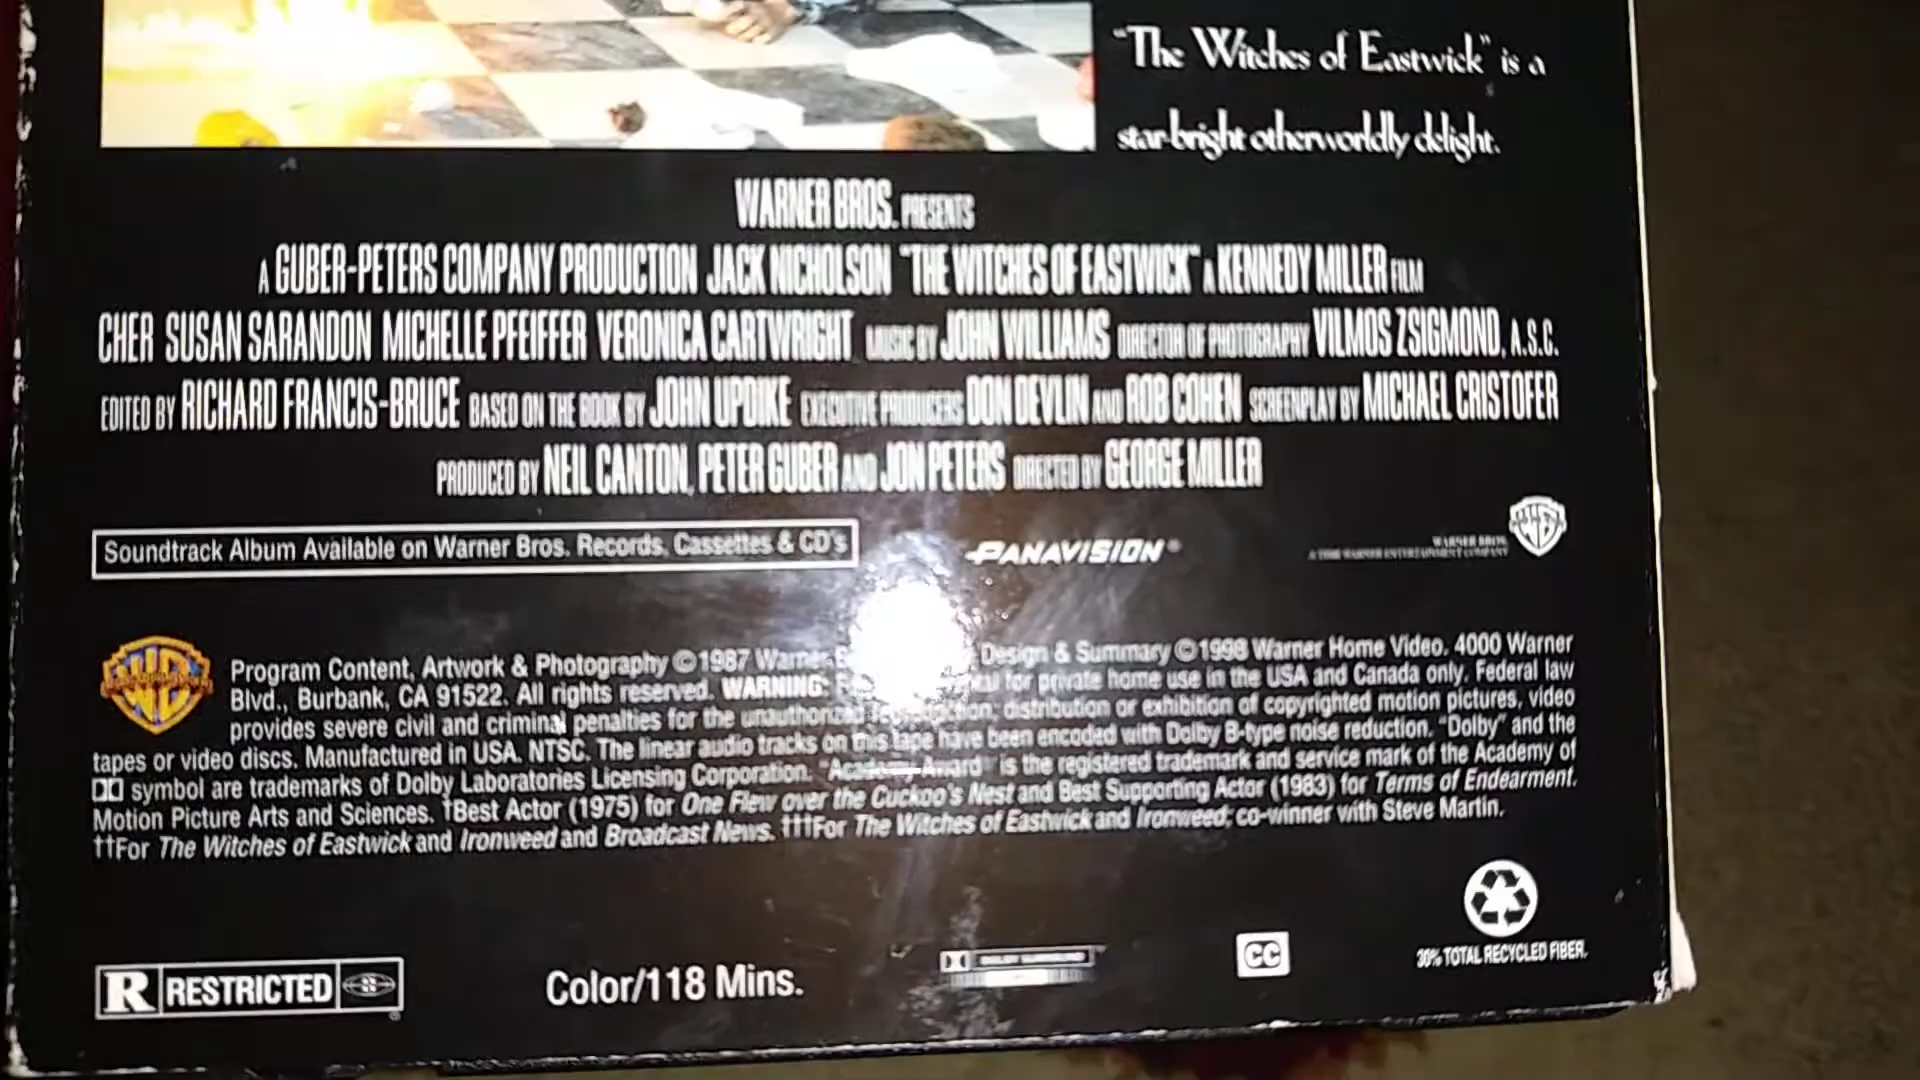 "The Witches of Eastwick" is a
star-bright otherworldly delight.
WARNER BROS. PRESENTS
A GUBER-PETERS COMPANY PRODUCTION JACK NICHOLSON "THE WITCHES OF EASTWICK" A KENNEDY MILLER FILM
CHER SUSAN SARANDON MICHELLE PFEIFFER VERONICA CARTWRIGHT MUSIC BY JOHN WILLIAMS DIRECTOR OF PHOTOGRAPHY VILMOS ZSIGMOND, A.S.C.
EDITED BY RICHARD FRANCIS-BRUCE BASED ON THE BOOK BY JOHN UPDIKE EXECUTIVE PRODUCERS DON DEVLIN AND ROB COHEN SCREENPLAY BY MICHAEL CRISTOFER
PRODUCED BY NEIL CANTON, PETER GUBER AND JON PETERS DIRECTED BY GEORGE MILLER
Soundtrack Album Available on Warner Bros. Records, Cassettes & CD's
PANAVISION®
WARNER BROS.
A TIME WARNER ENTERTAINMENT COMPANY
Program Content, Artwork & Photography ©1987 Warner Design & Summary ©1998 Warner Home Video. 4000 Warner
Blvd., Burbank, CA 91522. All rights reserved. WARNING: for private home use in the USA and Canada only. Federal law
provides severe civil and criminal penalties for the unauthorized distribution or exhibition of copyrighted motion pictures, video
tapes or video discs. Manufactured in USA. NTSC. The linear audio tracks on this tape have been encoded with Dolby B-type noise reduction. "Dolby" and the
symbol are trademarks of Dolby Laboratories Licensing Corporation. "Academy Award" is the registered trademark and service mark of the Academy of
Motion Picture Arts and Sciences. †Best Actor (1975) for One Flew over the Cuckoo's Nest and Best Supporting Actor (1983) for Terms of Endearment.
††For The Witches of Eastwick and Ironweed and Broadcast News. †††For The Witches of Eastwick and Ironweed; co-winner with Steve Martin.
R RESTRICTED ®
Color/118 Mins.
DOLBY SURROUND
CC
30% TOTAL RECYCLED FIBER.